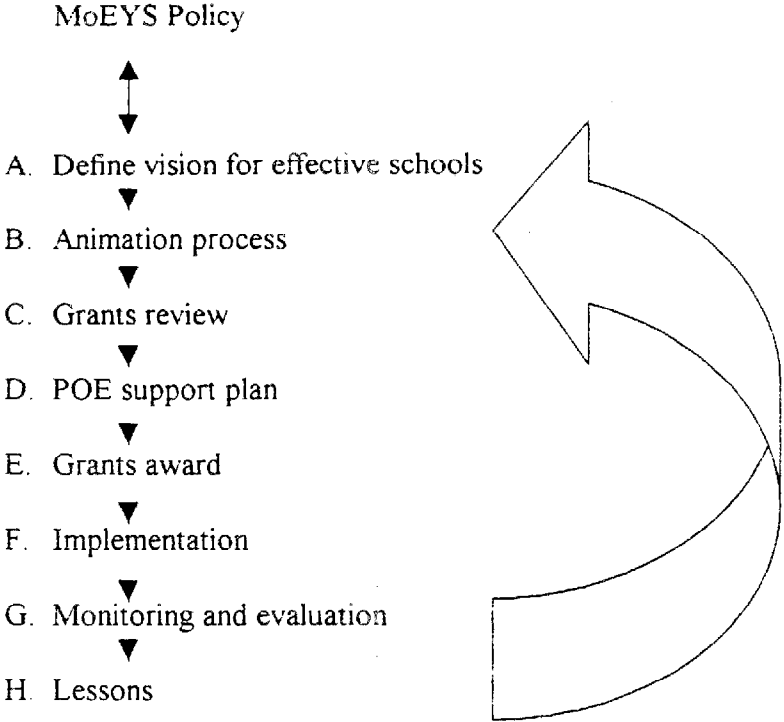 MoEYS Policy
A. Define vision for effective schools
B. Animation process
C. Grants review
D. POE support plan
E. Grants award
F. Implementation
G. Monitoring and evaluation
H. Lessons